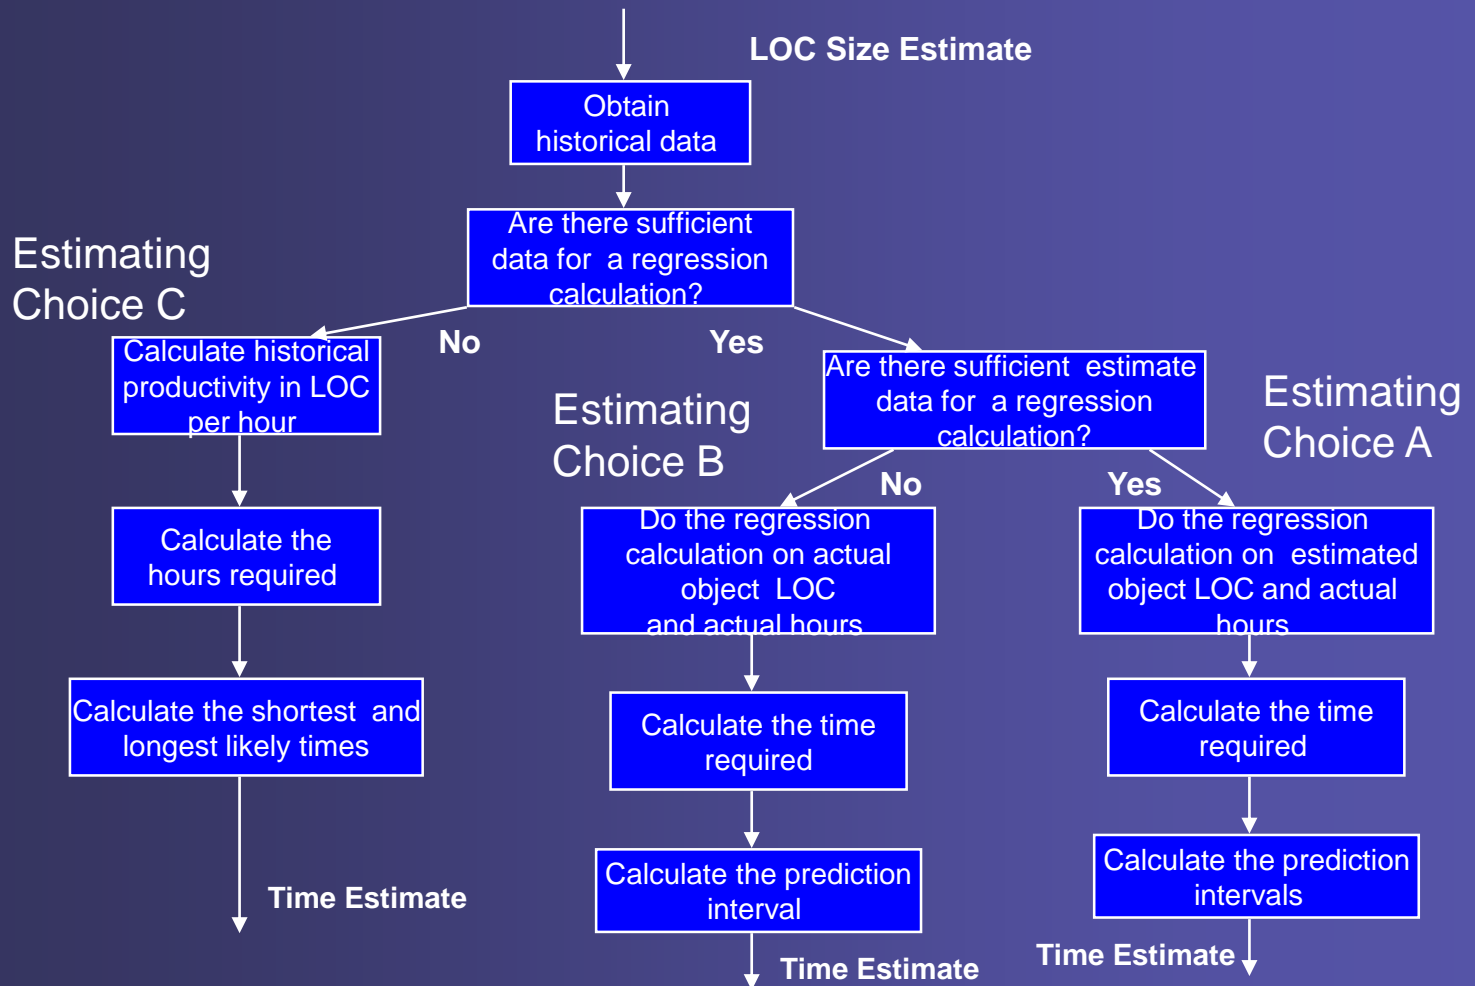 LOC Size Estimate
Obtain
historical data
Are there sufficient
data for a regression
calculation?
Estimating
Choice C
No
Yes
Calculate historical
productivity in LOC
per hour
Are there sufficient estimate
data for a regression
calculation?
Estimating
Choice B
Estimating
Choice A
No
Yes
Calculate the
hours required
Do the regression
calculation on actual
object LOC
and actual hours
Do the regression
calculation on estimated
object LOC and actual
hours
Calculate the shortest and
longest likely times
Calculate the time
required
Calculate the time
required
Calculate the prediction
interval
Calculate the prediction
intervals
Time Estimate
Time Estimate
Time Estimate